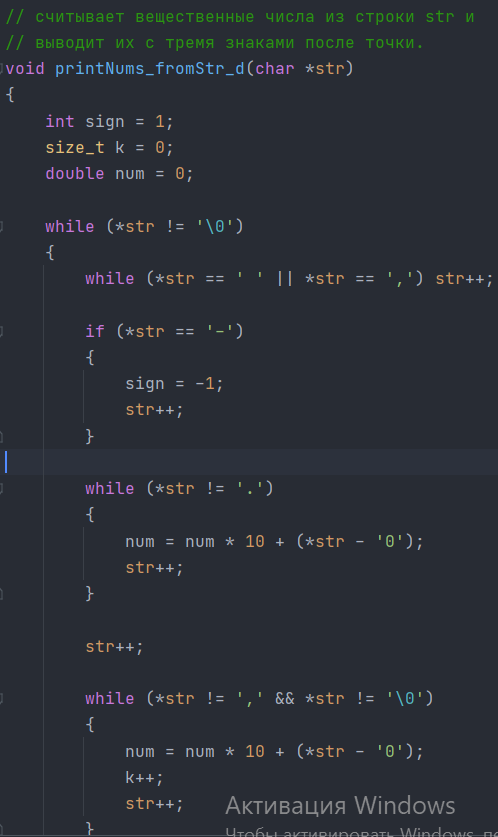 // считывает вещественные числа из строки str и
// выводит их с тремя знаками после точки.
void printNums_fromStr_d(char *str)
{
    int sign = 1;
    size_t k = 0;
    double num = 0;
    while (*str != '\0')
    {
        while (*str == ' ' || *str == ',') str++;
        if (*str == '-')
        {
            sign = -1;
            str++;
        }
        while (*str != '.')
        {
            num = num * 10 + (*str - '0');
            str++;
        }
        str++;
        while (*str != ',' && *str != '\0')
        {
            num = num * 10 + (*str - '0');
            k++;
            str++;
        }
Активация Windows
Чтобы активировать Windows, пе